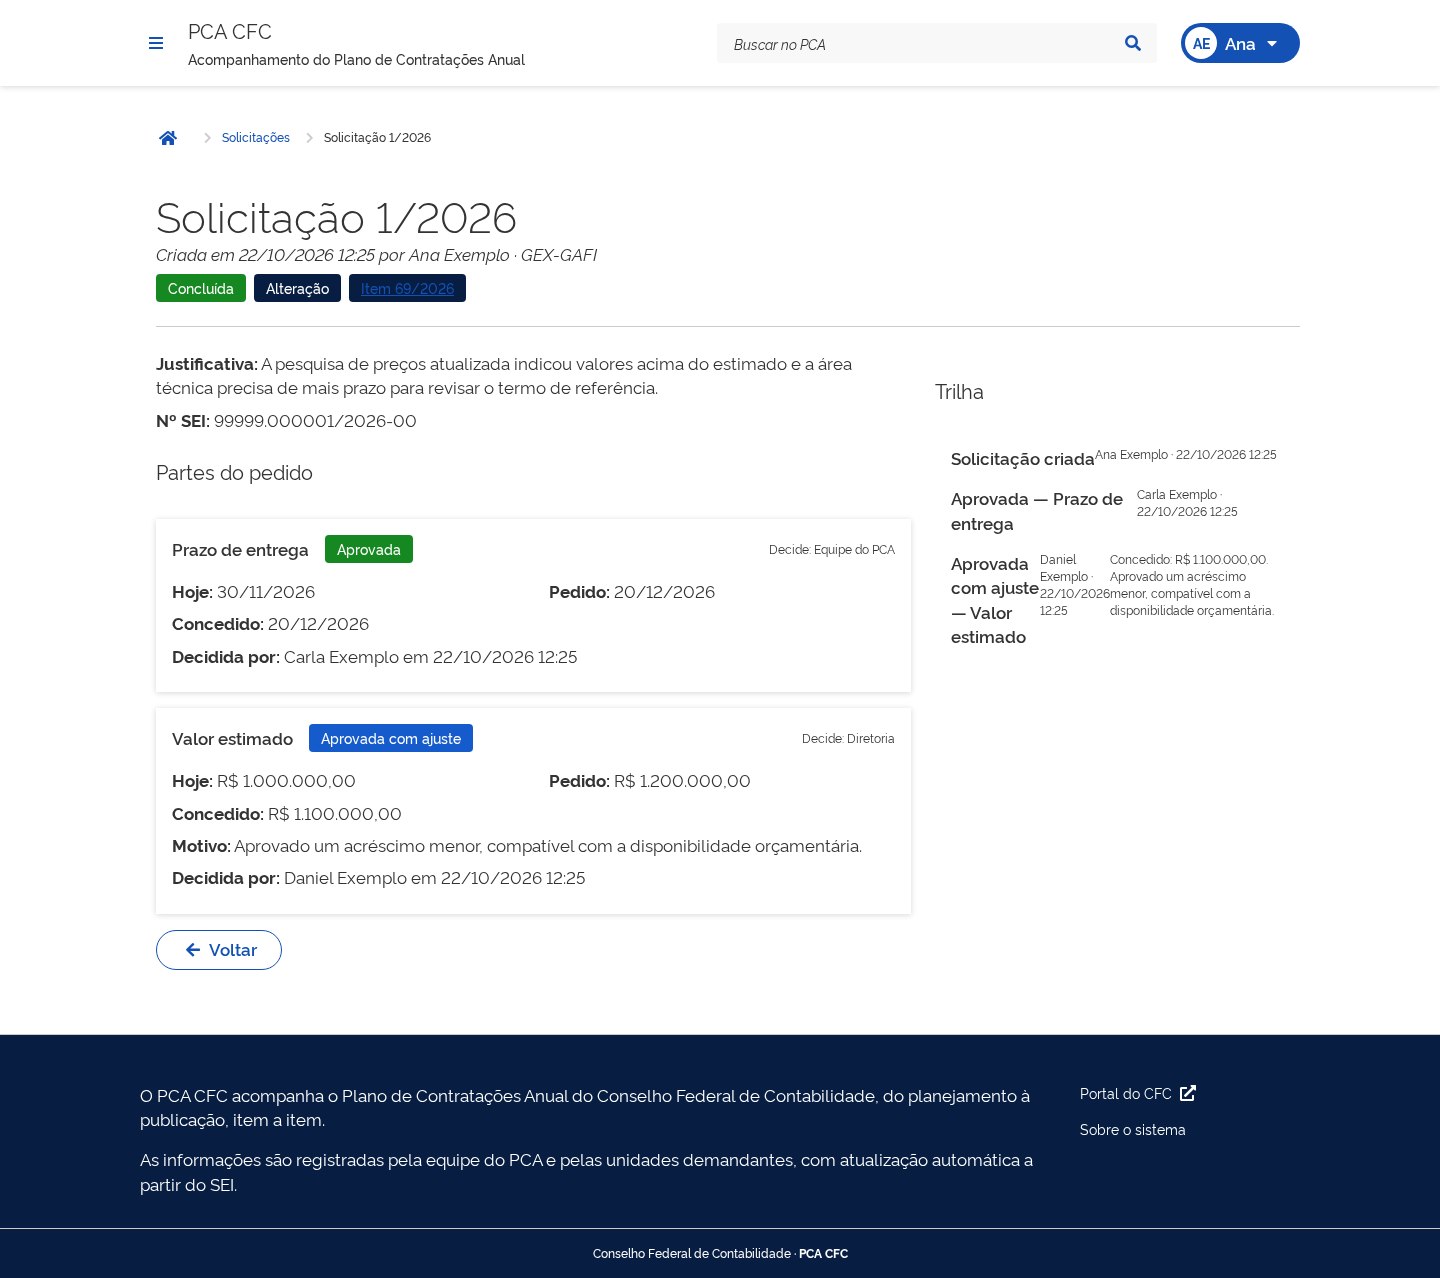 PCA CFC
Acompanhamento do Plano de Contratações Anual
Buscar no PCA
AE
Ana
Solicitações
Solicitação 1/2026
Solicitação 1/2026
Criada em 22/10/2026 12:25 por Ana Exemplo · GEX-GAFI
Concluída
Alteração
Item 69/2026
Justificativa: A pesquisa de preços atualizada indicou valores acima do estimado e a área
técnica precisa de mais prazo para revisar o termo de referência.
Nº SEI: 99999.000001/2026-00
Partes do pedido
Prazo de entrega
Aprovada
Decide: Equipe do PCA
Hoje: 30/11/2026
Pedido: 20/12/2026
Concedido: 20/12/2026
Decidida por: Carla Exemplo em 22/10/2026 12:25
Valor estimado
Aprovada com ajuste
Decide: Diretoria
Hoje: R$ 1.000.000,00
Pedido: R$ 1.200.000,00
Concedido: R$ 1.100.000,00
Motivo: Aprovado um acréscimo menor, compatível com a disponibilidade orçamentária.
Decidida por: Daniel Exemplo em 22/10/2026 12:25
Voltar
Trilha
Solicitação criada
Ana Exemplo · 22/10/2026 12:25
Aprovada — Prazo de
entrega
Carla Exemplo ·
22/10/2026 12:25
Aprovada
com ajuste
— Valor
estimado
Daniel
Exemplo ·
22/10/2026
12:25
Concedido: R$ 1.100.000,00.
Aprovado um acréscimo
menor, compatível com a
disponibilidade orçamentária.
O PCA CFC acompanha o Plano de Contratações Anual do Conselho Federal de Contabilidade, do planejamento à
publicação, item a item.
As informações são registradas pela equipe do PCA e pelas unidades demandantes, com atualização automática a
partir do SEI.
Portal do CFC
Sobre o sistema
Conselho Federal de Contabilidade · PCA CFC